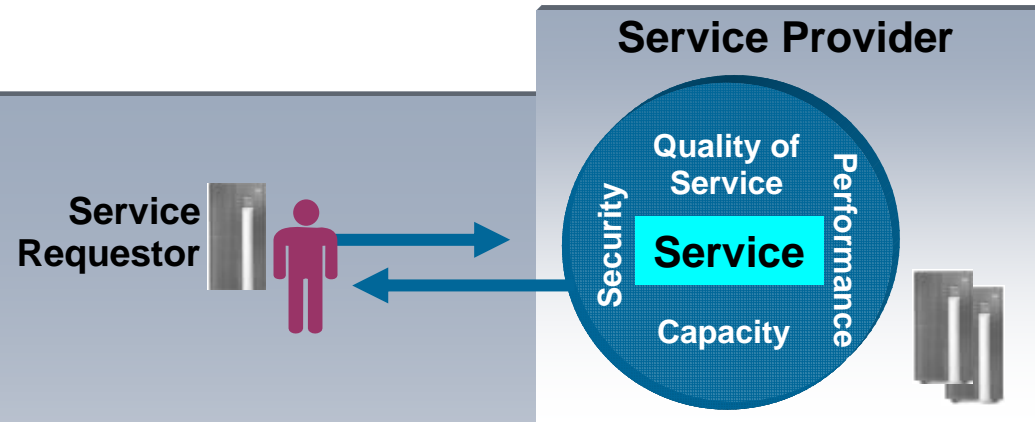 Service Provider
Service
Requestor
Quality of
Service
Security
Service
Performance
Capacity